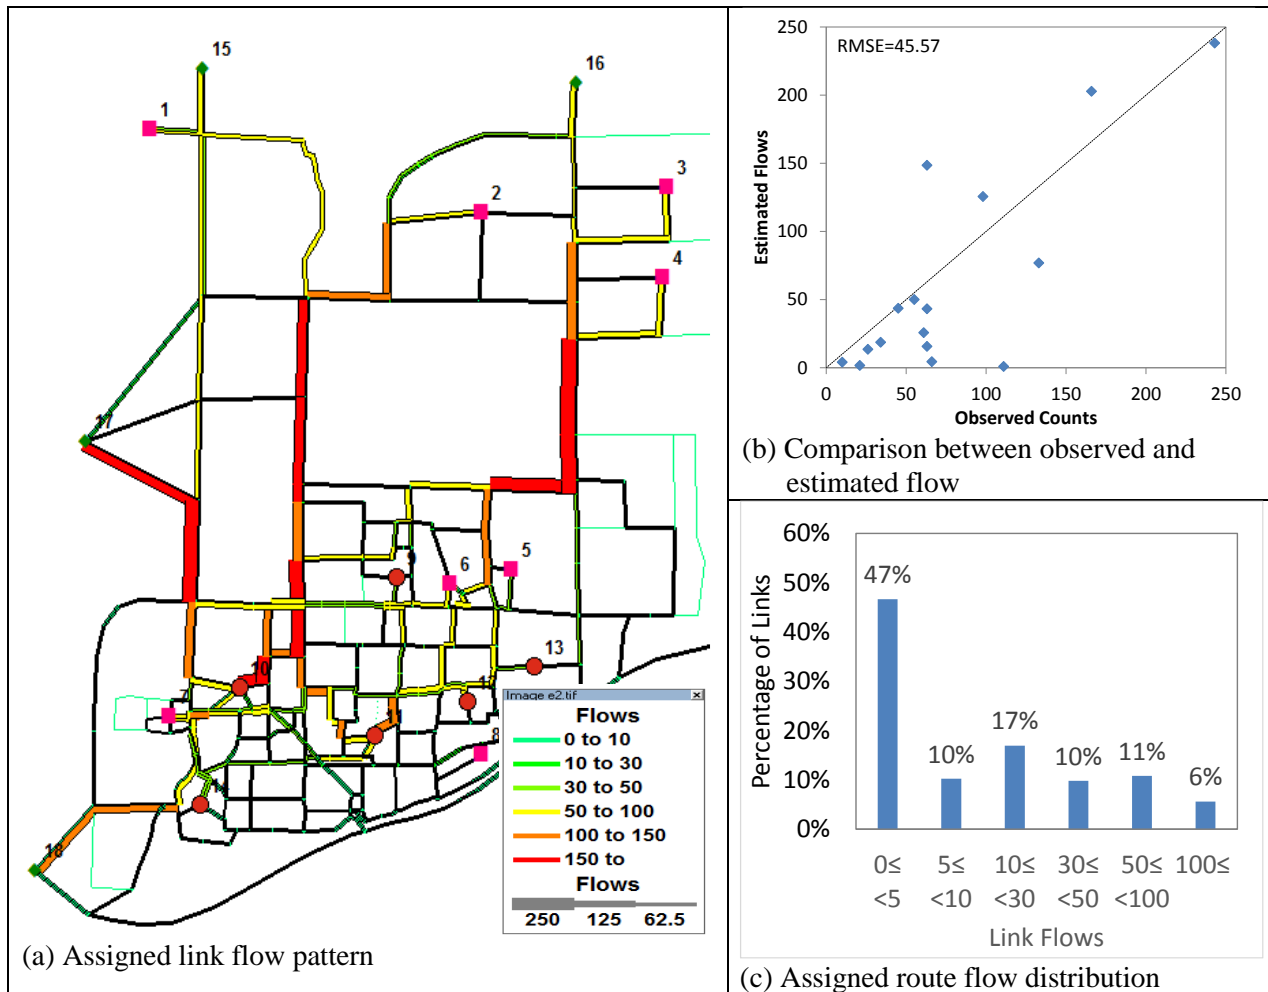 15
16
1
2
3
4
17
9
6
5
13
10
7
8
18
Image e2.tif
Flows
0 to 10
10 to 30
30 to 50
50 to 100
100 to 150
150 to
Flows
250 125 62.5
(a) Assigned link flow pattern
RMSE=45.57
Estimated Flows
250
200
150
100
50
0
0 50 100 150 200 250
Observed Counts
(b) Comparison between observed and
estimated flow
Percentage of Links
60%
50%
40%
30%
20%
10%
0%
47%
10%
17%
10%
11%
6%
0≤ 5≤ 10≤ 30≤ 50≤ 100≤
<5 <10 <30 <50 <100
Link Flows
(c) Assigned route flow distribution